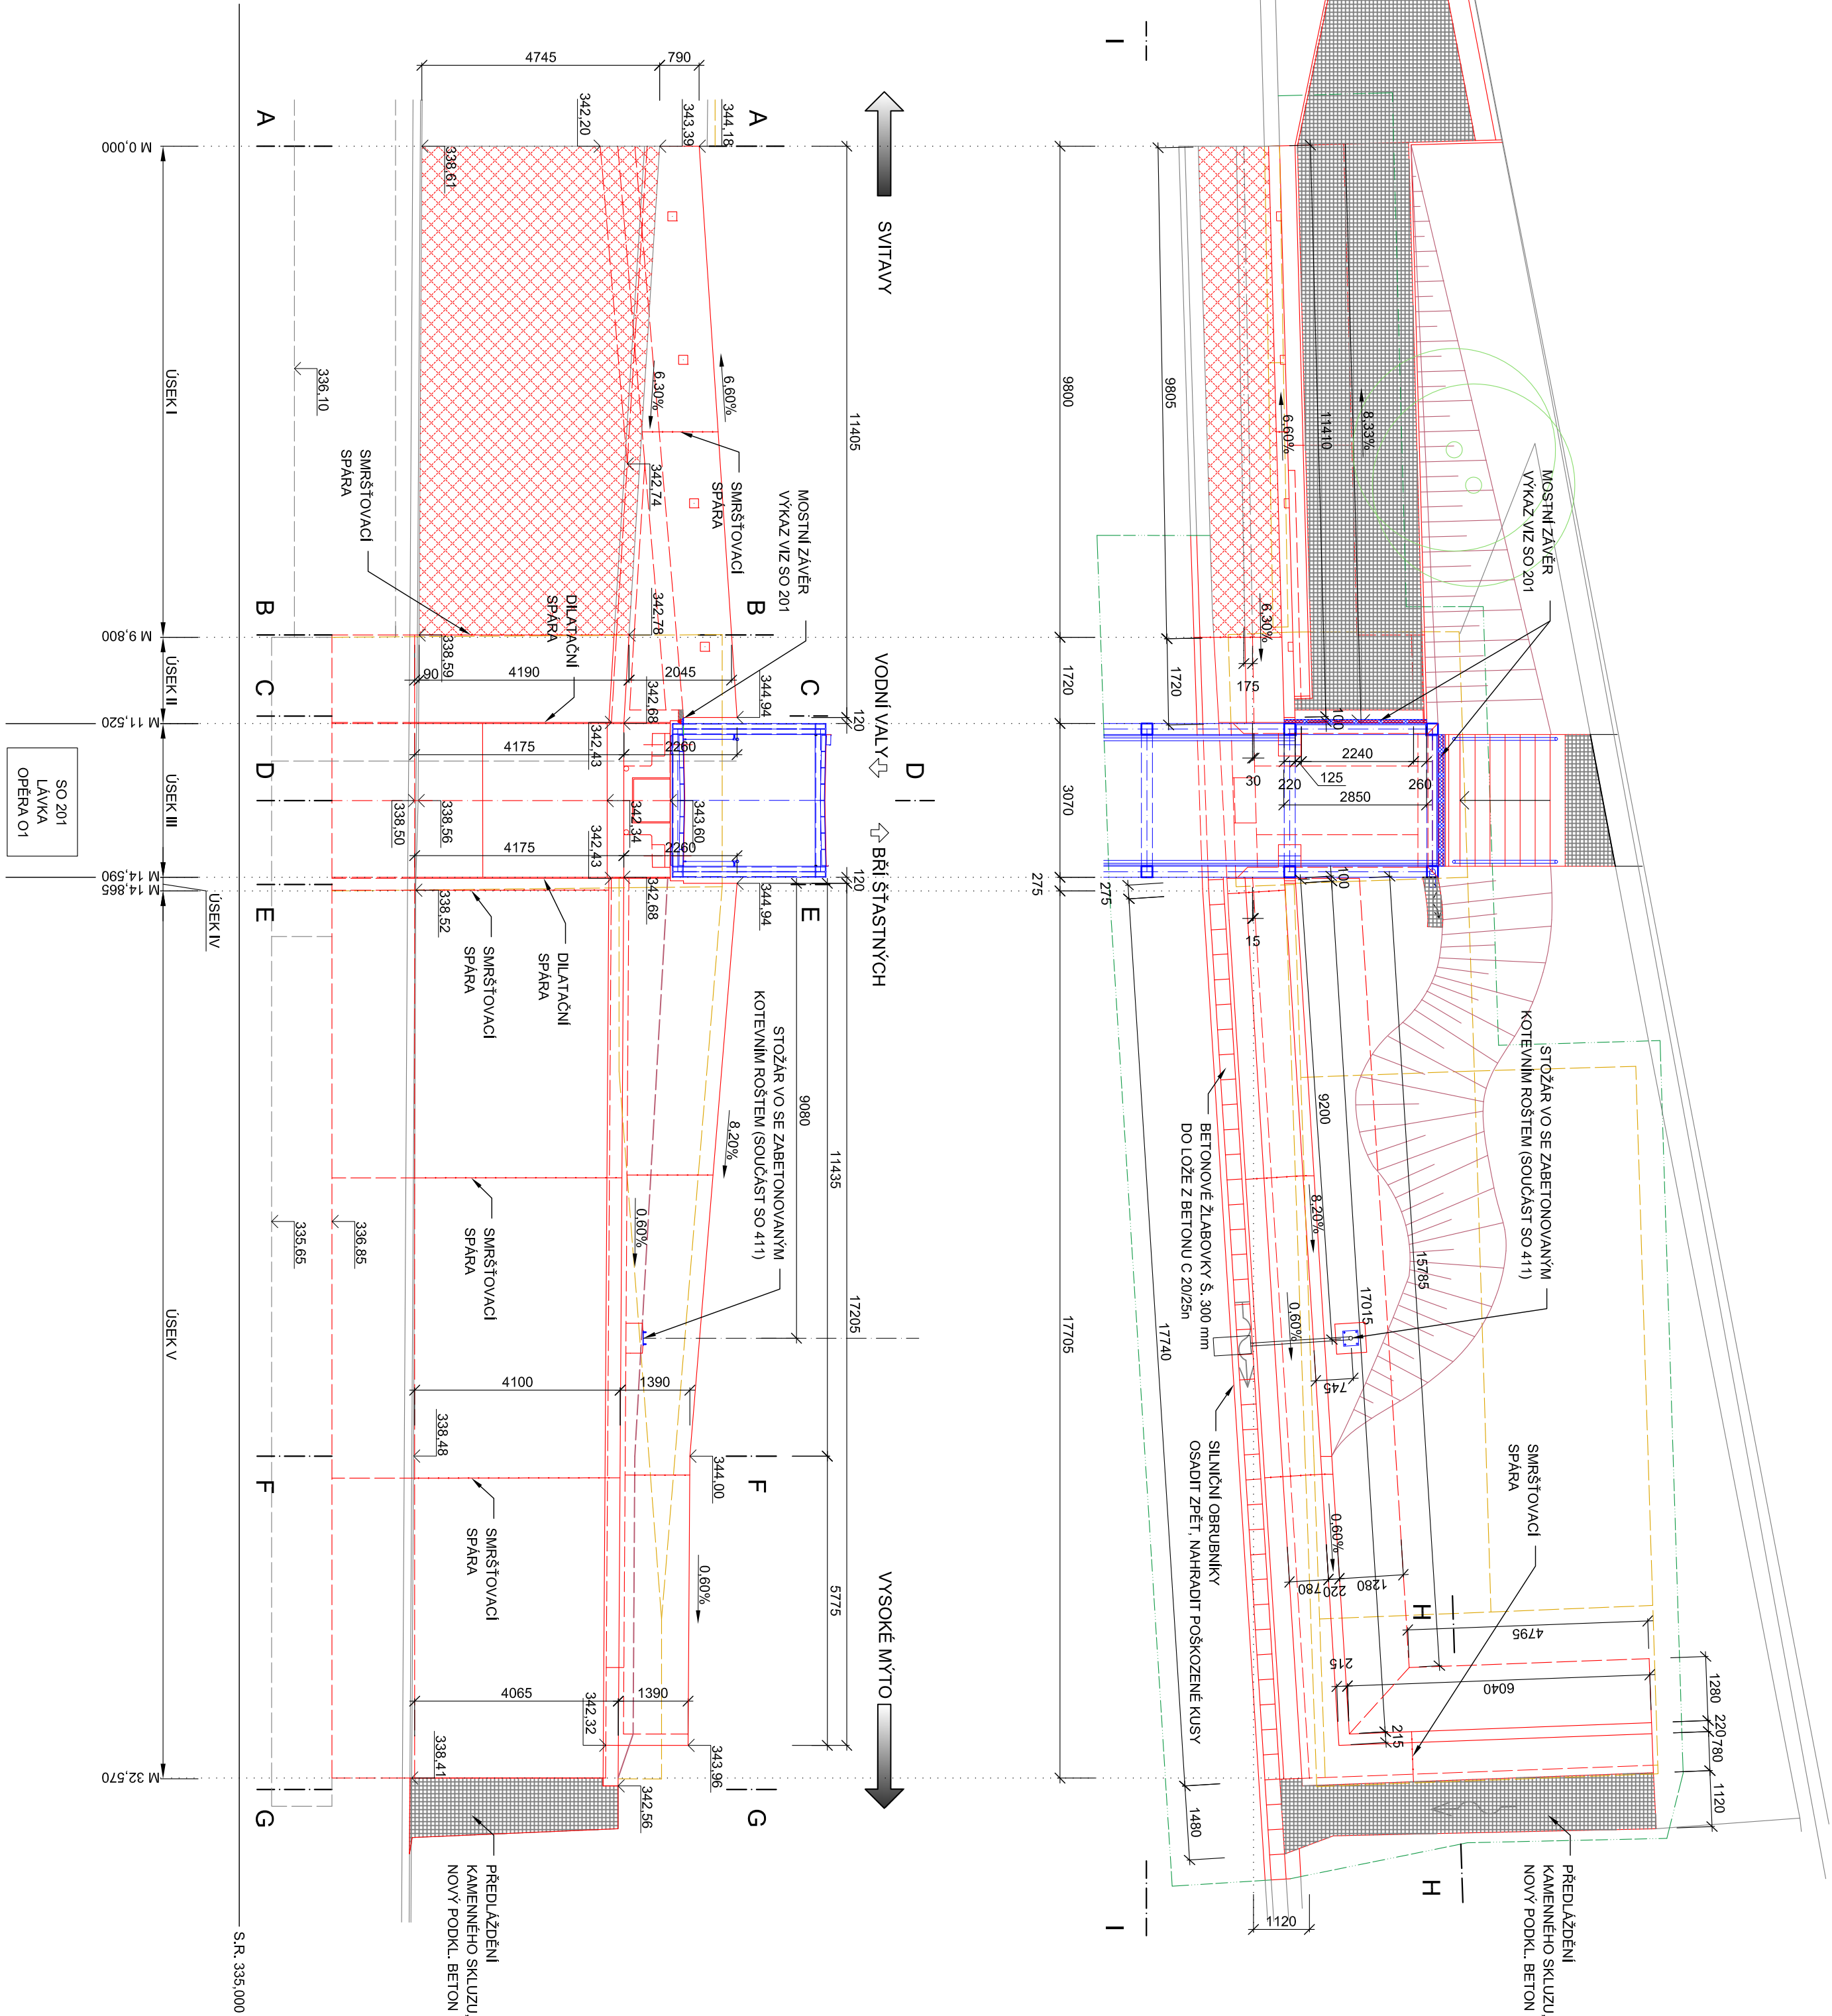 4745
790
A
A
342,20
343,39
344,18
338,61
M 0,000
SVITAVY
6,60%
6,30%
11405
336,10
ÚSEK I
SMRŠŤOVACÍ
SPÁRA
342,74
SMRŠŤOVACÍ
SPÁRA
MOSTNÍ ZÁVĚR
VÝKAZ VIZ SO 201
B
B
M 9,800
338,59
DILATAČNÍ
SPÁRA
342,78
90
4190
2045
ÚSEK II
C
C
342,68
344,94
120
M 11,520
VODNÍ VALY
4175
342,43
2260
D
D
ÚSEK III
338,50
338,56
342,34
343,60
SO 201
LÁVKA
OPĚRA O1
4175
342,43
2260
M 14,590
M 14,865
120
BŘÍ ŠŤASTNÝCH
ÚSEK IV
E
E
338,52
342,68
344,94
SMRŠŤOVACÍ
SPÁRA
DILATAČNÍ
SPÁRA
STOŽÁR VO SE ZABETONOVANÝM
KOTEVNÍM ROŠTEM (SOUČÁST SO 411)
9080
8,20%
11435
0,60%
SMRŠŤOVACÍ
SPÁRA
335,65
336,85
17205
ÚSEK V
4100
1390
338,48
344,00
F
F
SMRŠŤOVACÍ
SPÁRA
0,60%
5775
VYSOKÉ MÝTO
4065
1390
342,32
343,96
338,41
342,56
M 32,570
G
G
PŘEDLÁŽDĚNÍ
KAMENNÉHO SKLUZU,
NOVÝ PODKL. BETON
S.R. 335,000
I
9800
9805
11410
8,33%
6,60%
6,30%
MOSTNÍ ZÁVĚR
VÝKAZ VIZ SO 201
1720
1720
175
100
3070
30
220
125
2240
260
2850
275
275
100
15
9200
BETONOVÉ ŽLABOVKY Š. 300 mm
DO LOŽE Z BETONU C 20/25n
STOŽÁR VO SE ZABETONOVANÝM
KOTEVNÍM ROŠTEM (SOUČÁST SO 411)
8,20%
15785
17015
0,60%
17705
17740
745
SILNIČNÍ OBRUBNÍKY
OSADIT ZPĚT, NAHRADIT POŠKOZENÉ KUSY
SMRŠŤOVACÍ
SPÁRA
0,60%
780
220
1280
H
4795
215
6040
215
1280
220
780
1120
1480
PŘEDLÁŽDĚNÍ
KAMENNÉHO SKLUZU,
NOVÝ PODKL. BETON
H
I
1120